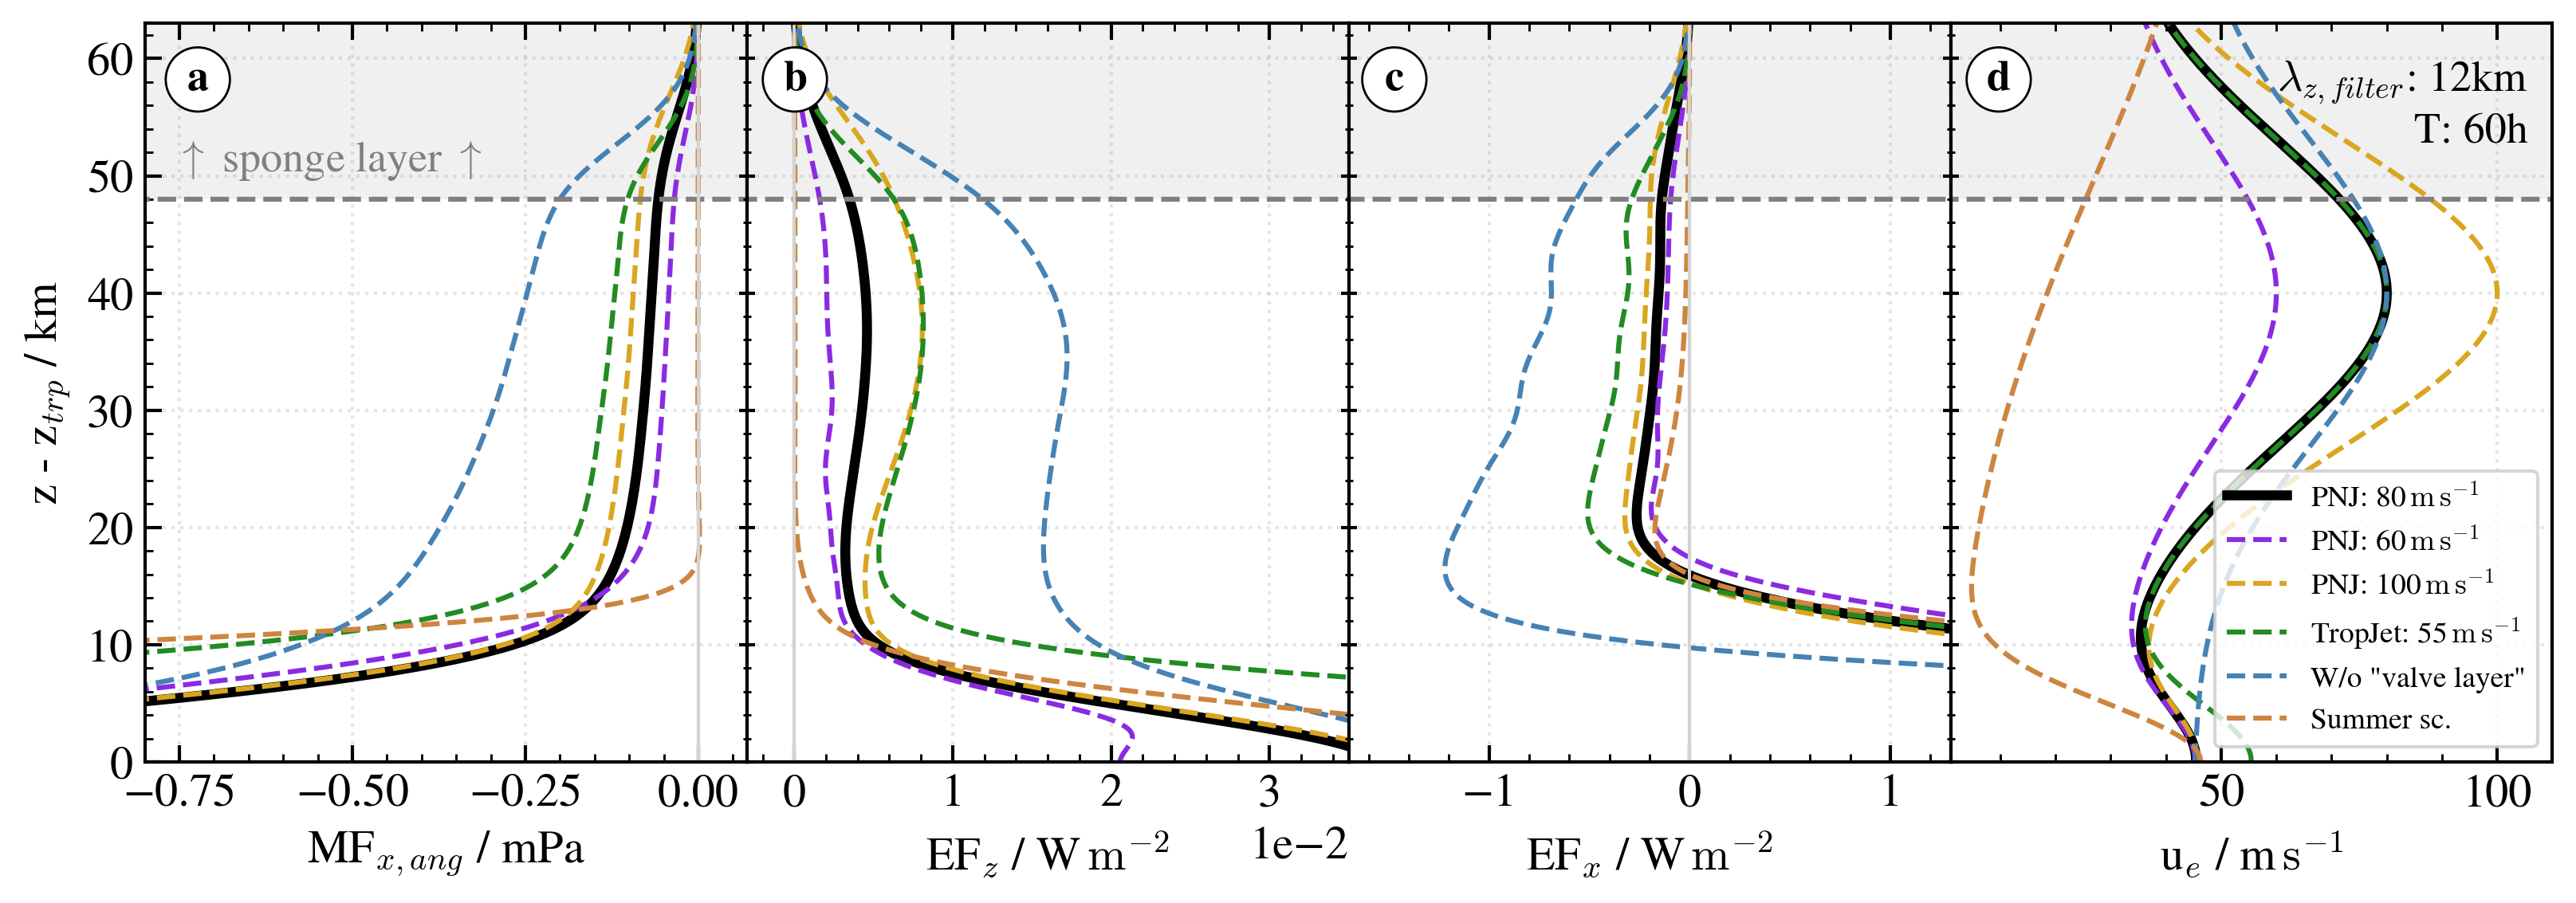 a
b
c
d
λz, filter: 12km
T: 60h
↑ sponge layer ↑
z - ztrp / km
60
50
40
30
20
10
0
−0.75
−0.50
−0.25
0.00
0
1
2
3
−1
0
1
50
100
1e−2
MFx, ang / mPa
EFz / W m−2
EFx / W m−2
ue / m s−1
PNJ: 80 m s−1
PNJ: 60 m s−1
PNJ: 100 m s−1
TropJet: 55 m s−1
W/o "valve layer"
Summer sc.